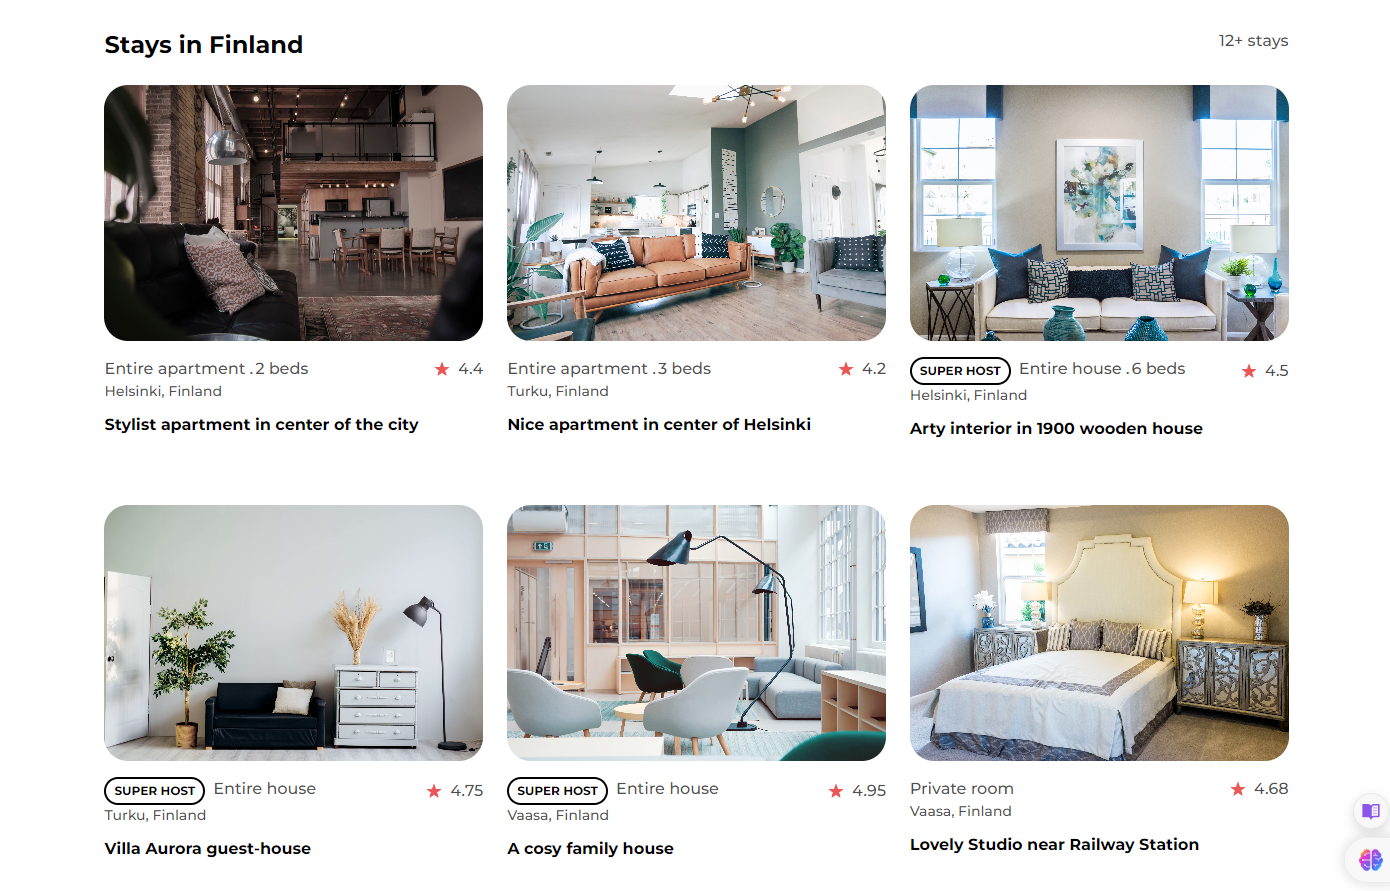 Stays in Finland
12+ stays
Entire apartment . 2 beds
4.4
Helsinki, Finland
Stylist apartment in center of the city
Entire apartment . 3 beds
4.2
Turku, Finland
Nice apartment in center of Helsinki
SUPER HOST
Entire house . 6 beds
4.5
Helsinki, Finland
Arty interior in 1900 wooden house
SUPER HOST
Entire house
4.75
Turku, Finland
Villa Aurora guest-house
SUPER HOST
Entire house
4.95
Vaasa, Finland
A cosy family house
Private room
4.68
Vaasa, Finland
Lovely Studio near Railway Station